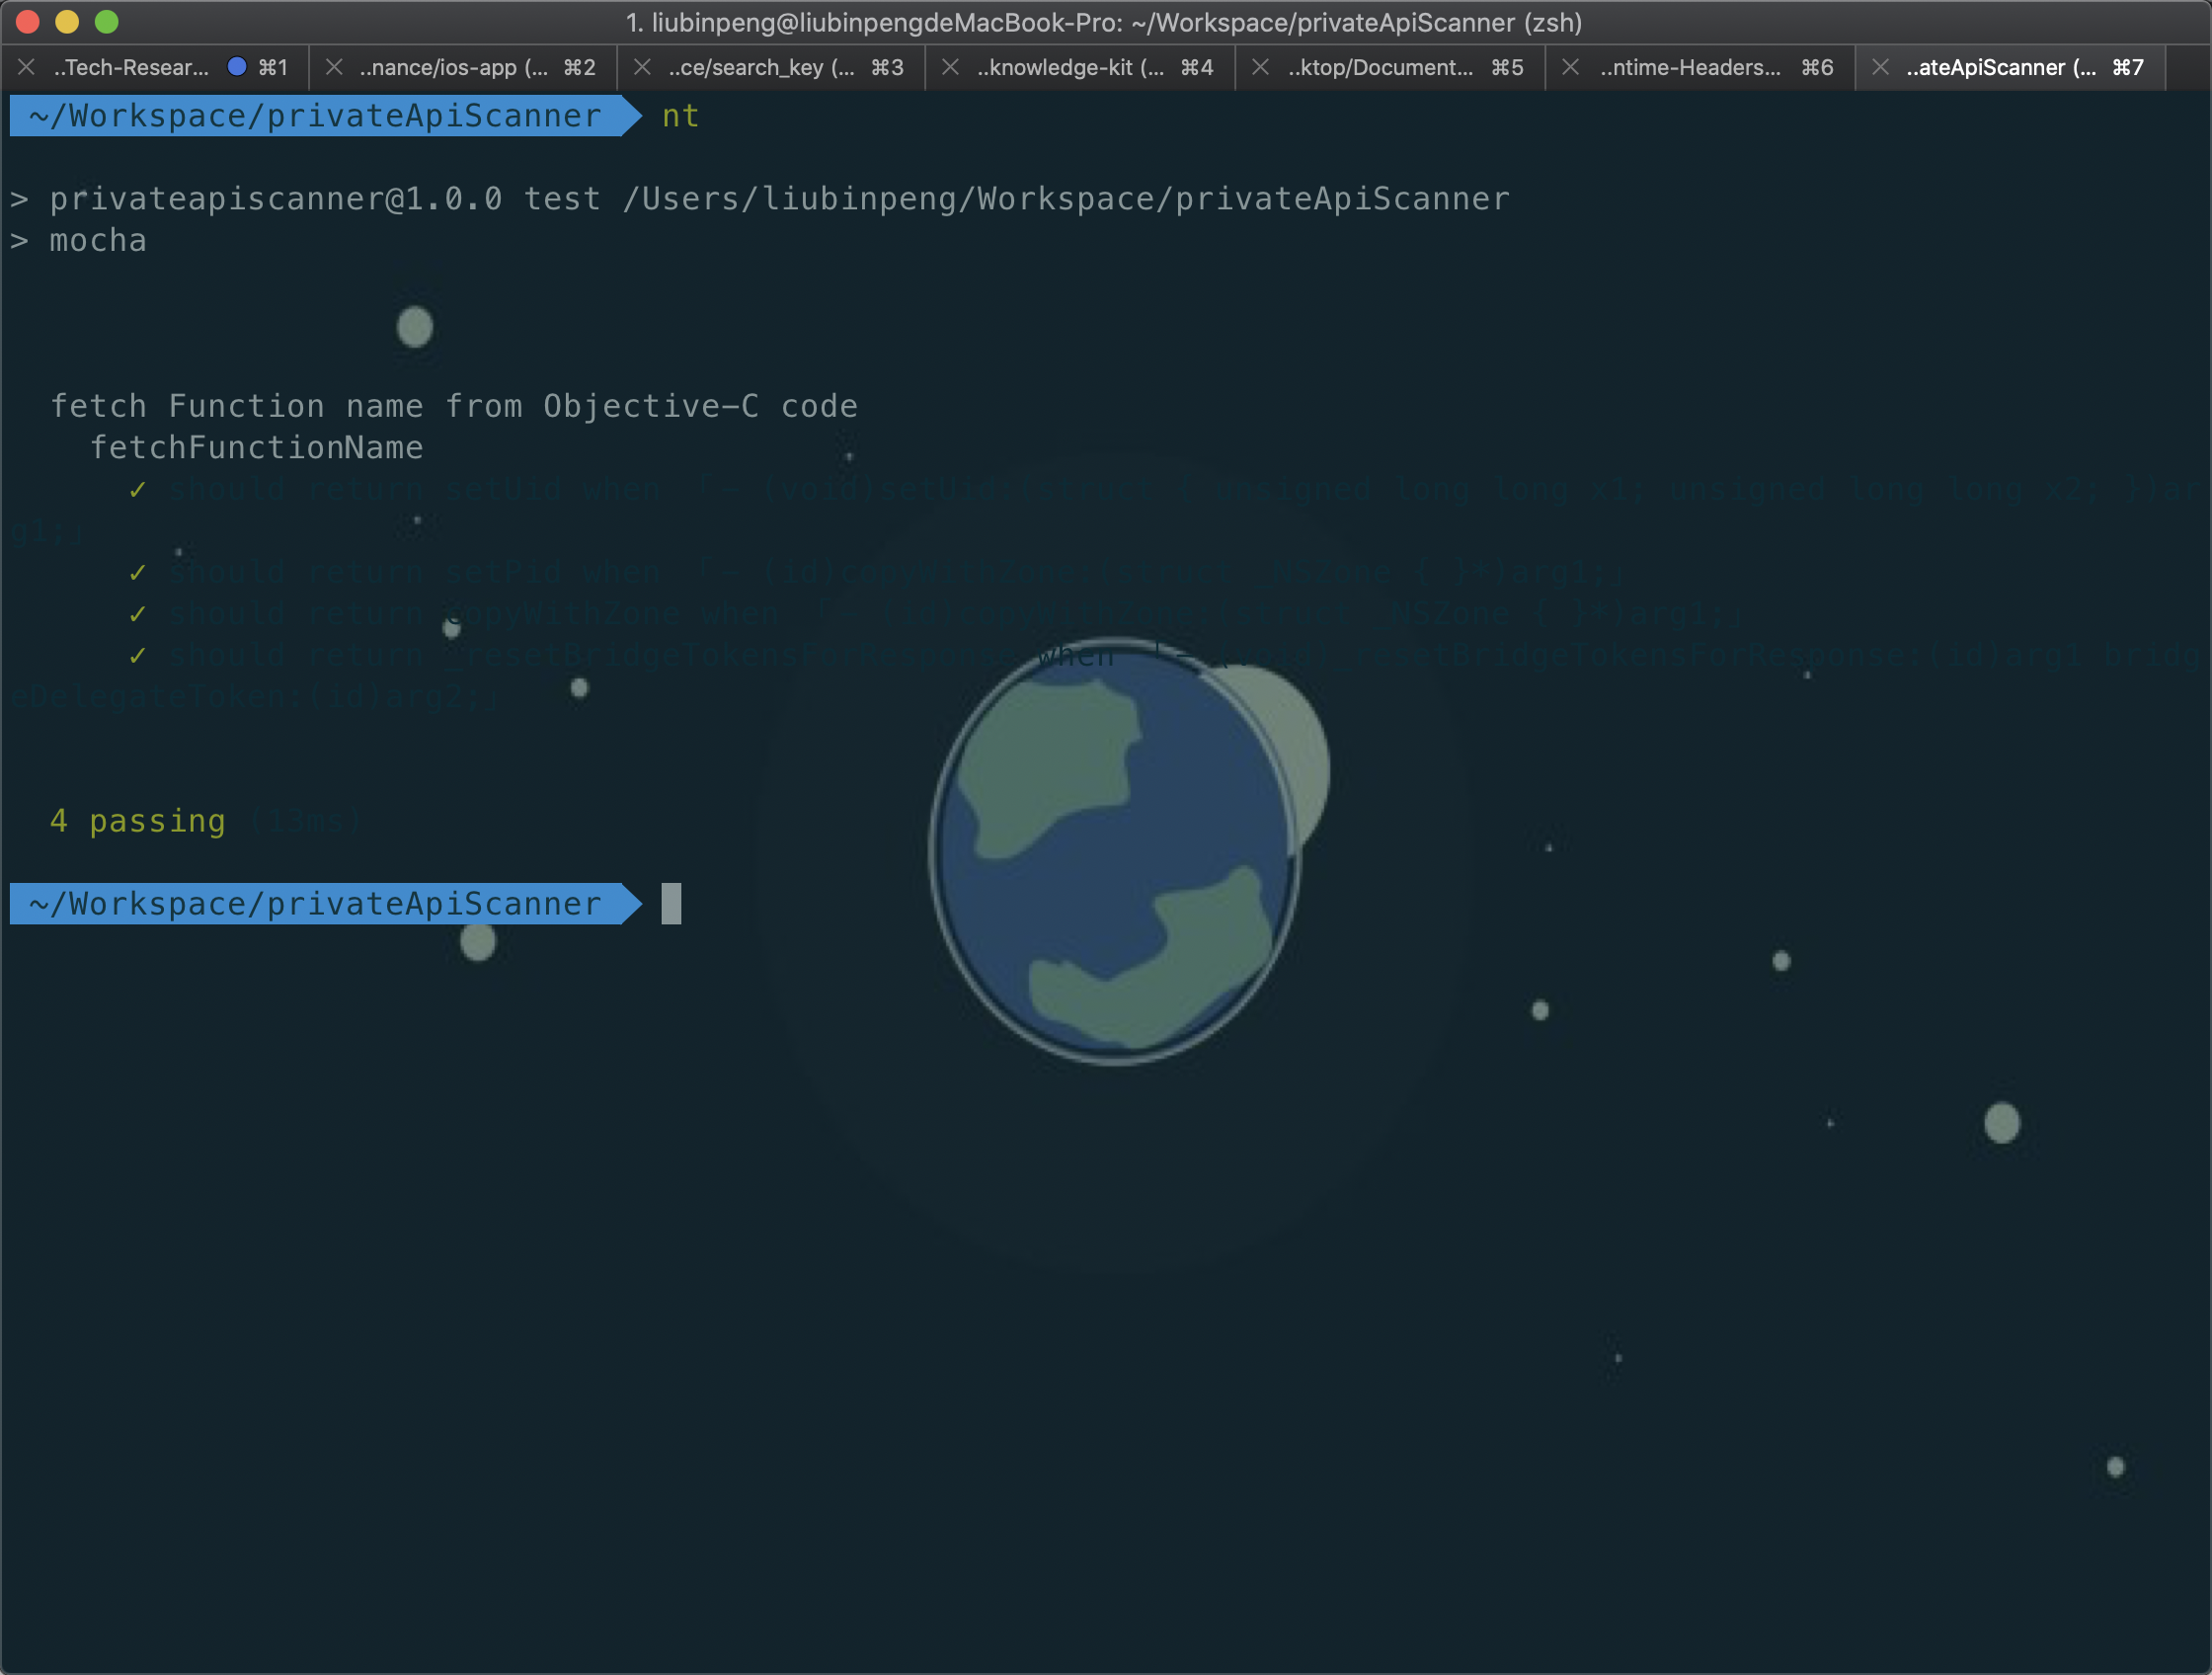 1. liubinpeng@liubinpengdeMacBook-Pro: ~/Workspace/privateApiScanner (zsh)
..Tech-Resear... ⌘1 ..nance/ios-app (... ⌘2 ..ce/search_key (... ⌘3 ..knowledge-kit (... ⌘4 ..ktop/Document... ⌘5 ..ntime-Headers... ⌘6 ..ateApiScanner (... ⌘7
~/Workspace/privateApiScanner nt
> privateapiscanner@1.0.0 test /Users/liubinpeng/Workspace/privateApiScanner
> mocha
fetch Function name from Objective-C code
fetchFunctionName
✓ should return setUid when 「- (void)setUid:(struct { unsigned long long x1; unsigned long long x2; })ar
g1;」
✓ should return setPid when 「- (id)copyWithZone:(struct _NSZone { }*)arg1;」
✓ should return copyWithZone when 「- (id)copyWithZone:(struct _NSZone { }*)arg1;」
✓ should return _resetBridgeTokensForResponse when 「- (void)_resetBridgeTokensForResponse:(id)arg1 bridg
eDelegateToken:(id)arg2;」
4 passing (13ms)
~/Workspace/privateApiScanner